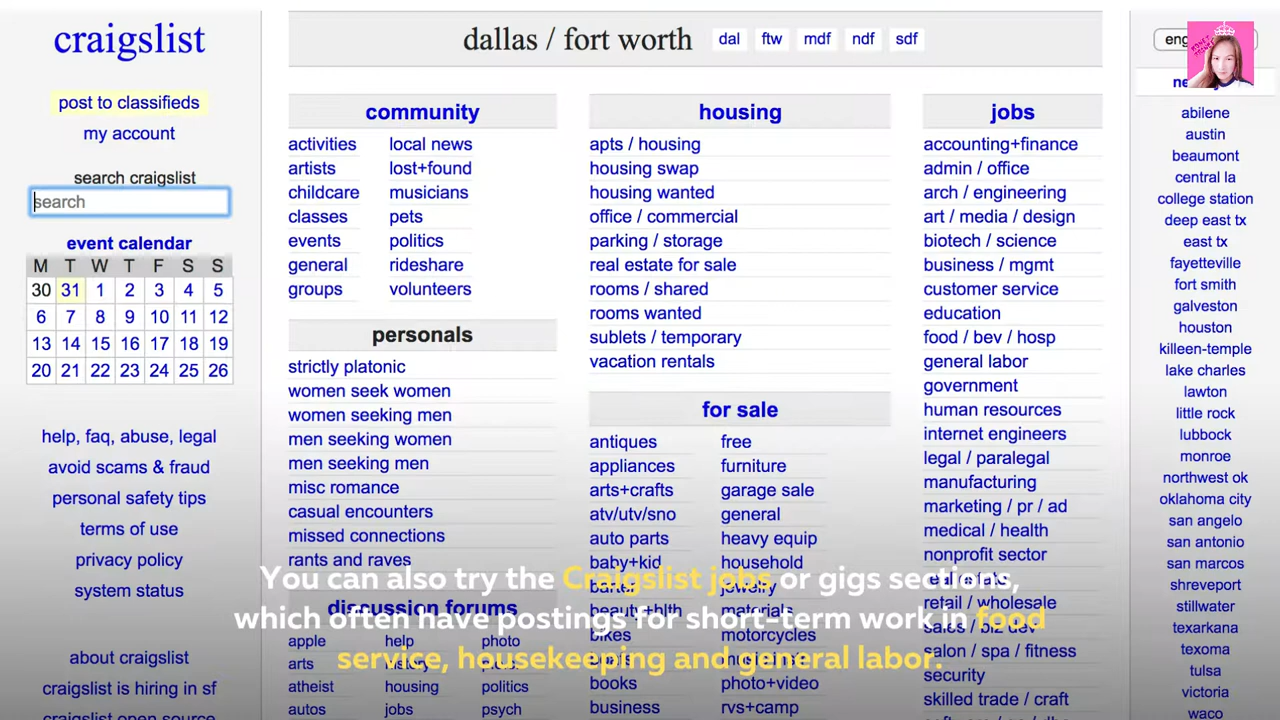 craigslist
post to classifieds
my account
search craigslist
search
event calendar
M T W T F S S
30 31 1 2 3 4 5
6 7 8 9 10 11 12
13 14 15 16 17 18 19
20 21 22 23 24 25 26
help, faq, abuse, legal
avoid scams & fraud
personal safety tips
terms of use
privacy policy
system status
about craigslist
craigslist is hiring in sf
craigslist open source
dallas / fort worth dal ftw mdf ndf sdf
community
activities local news
artists lost+found
childcare musicians
classes pets
events politics
general rideshare
groups volunteers
personals
strictly platonic
women seek women
women seeking men
men seeking women
men seeking men
misc romance
casual encounters
missed connections
rants and raves
discussion forums
apple help photo
arts history
atheist housing politics
autos jobs psych
housing
apts / housing
housing swap
housing wanted
office / commercial
parking / storage
real estate for sale
rooms / shared
rooms wanted
sublets / temporary
vacation rentals
for sale
antiques free
appliances furniture
arts+crafts garage sale
atv/utv/sno general
auto parts heavy equip
baby+kid household
barter jewelry
beauty+hlth materials
bikes motorcycles
boats
books photo+video
business rvs+camp
jobs
accounting+finance
admin / office
arch / engineering
art / media / design
biotech / science
business / mgmt
customer service
education
food / bev / hosp
general labor
government
human resources
internet engineers
legal / paralegal
manufacturing
marketing / pr / ad
medical / health
nonprofit sector
real estate
retail / wholesale
sales / biz dev
salon / spa / fitness
security
skilled trade / craft
abilene
austin
beaumont
central la
college station
deep east tx
east tx
fayetteville
fort smith
galveston
houston
killeen-temple
lake charles
lawton
little rock
lubbock
monroe
northwest ok
oklahoma city
san angelo
san antonio
san marcos
shreveport
stillwater
texarkana
texoma
tulsa
victoria
waco
You can also try the Craigslist jobs or gigs sections,
which often have postings for short-term work in food
service, housekeeping and general labor.